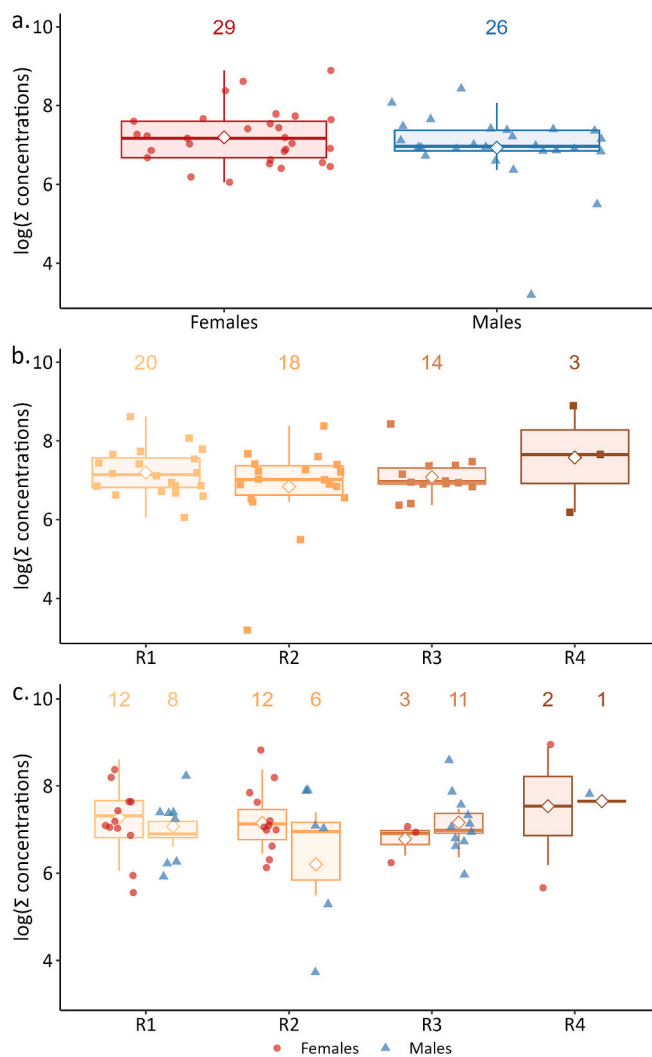 a.
29 26
10
8
6
4
log(Σ concentrations)
Females Males
b.
20 18 14 3
10
8
6
4
log(Σ concentrations)
R1 R2 R3 R4
c.
12 8 12 6 3 11 2 1
10
8
6
4
log(Σ concentrations)
R1 R2 R3 R4
Females Males